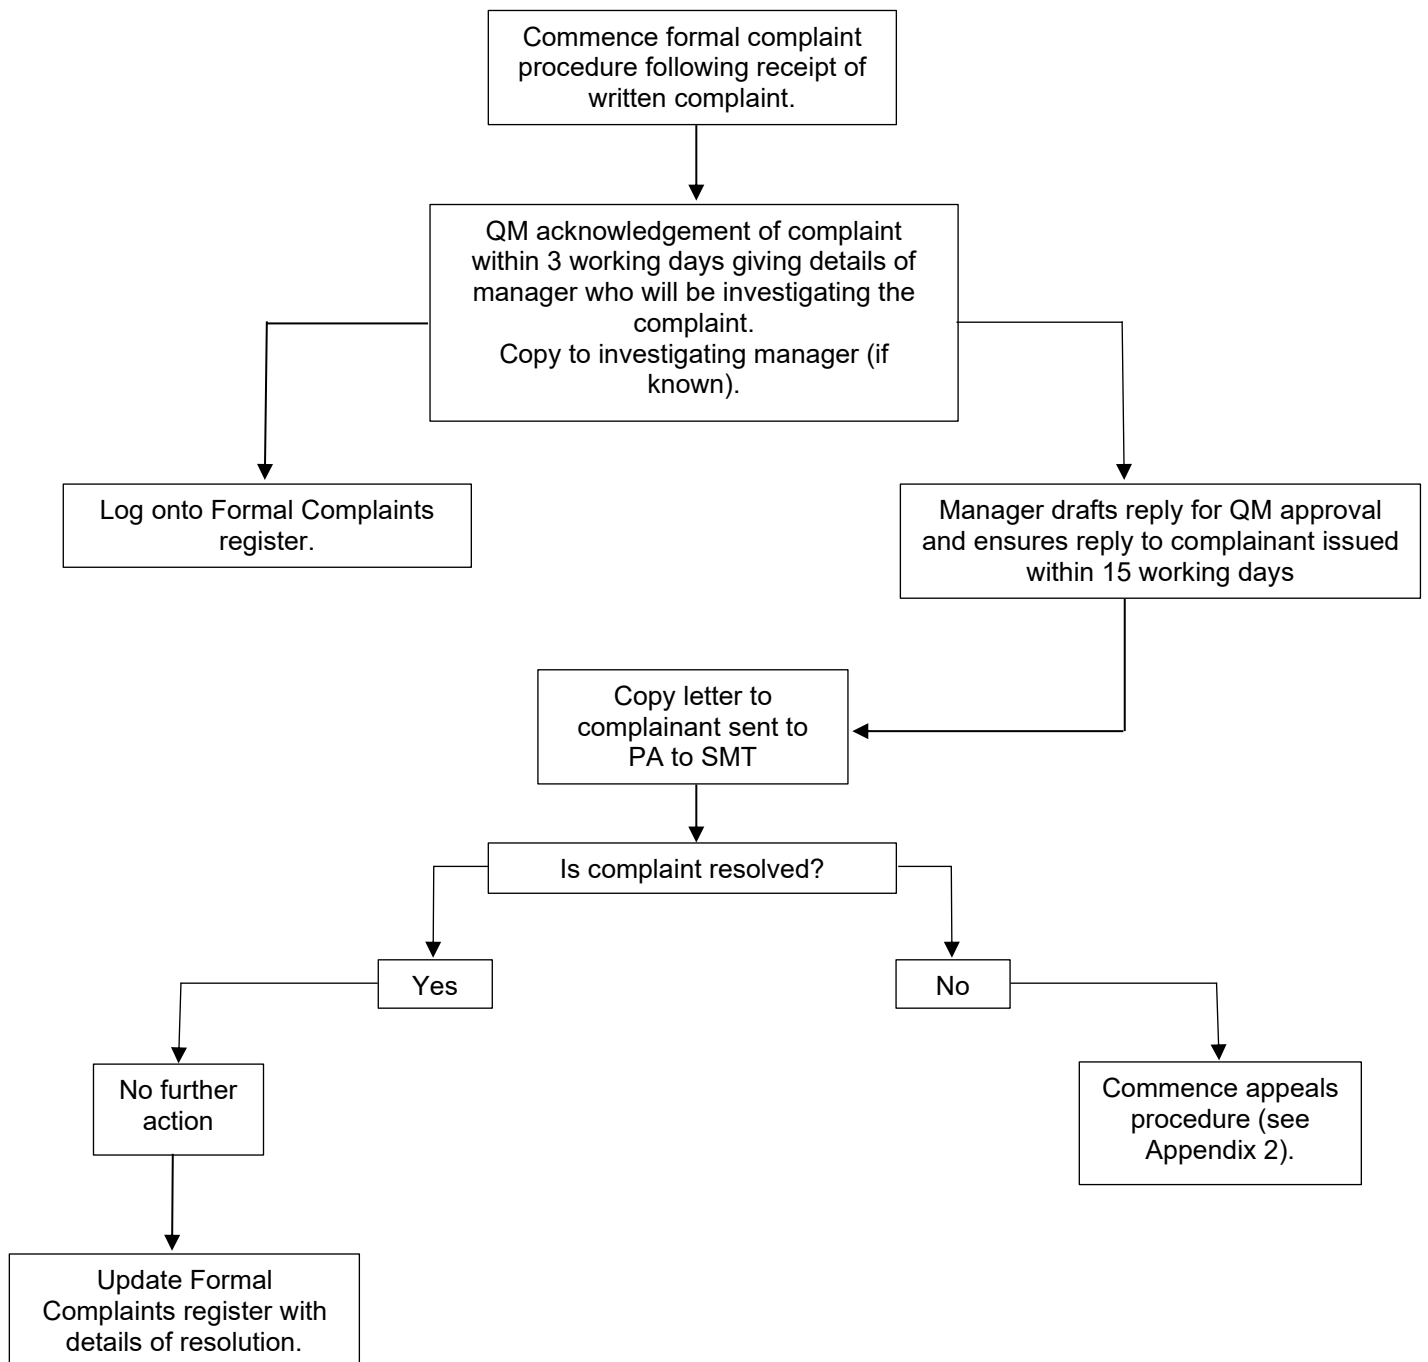 Commence formal complaint
procedure following receipt of
written complaint.
QM acknowledgement of complaint
within 3 working days giving details of
manager who will be investigating the
complaint.
Copy to investigating manager (if
known).
Log onto Formal Complaints
register.
Manager drafts reply for QM approval
and ensures reply to complainant issued
within 15 working days
Copy letter to
complainant sent to
PA to SMT
Is complaint resolved?
Yes
No
No further
action
Commence appeals
procedure (see
Appendix 2).
Update Formal
Complaints register with
details of resolution.